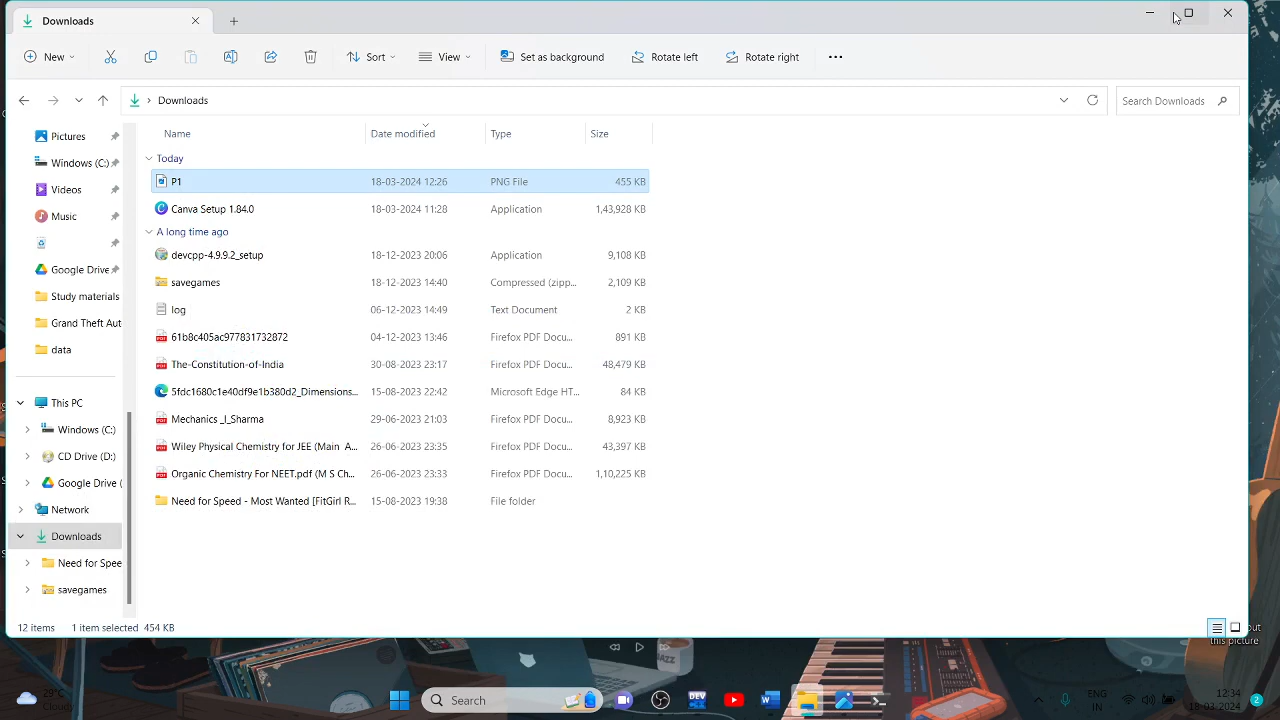 Downloads
New
Sort
View
Set as background
Rotate left
Rotate right
Downloads
Search Downloads
Pictures
Windows (C:)
Videos
Music
Google Drive
Study materials
Grand Theft Aut
data
This PC
Windows (C:)
CD Drive (D:)
Google Drive (
Network
Downloads
Need for Spee
savegames
Name Date modified Type Size
Today
P1 18-03-2024 12:26 PNG File 455 KB
Canva Setup 1.84.0 18-03-2024 11:28 Application 1,43,928 KB
A long time ago
devcpp-4.9.9.2_setup 18-12-2023 20:06 Application 9,108 KB
savegames 18-12-2023 14:40 Compressed (zipp... 2,109 KB
log 06-12-2023 14:49 Text Document 2 KB
61b8c405ac977831732872 04-12-2023 13:46 Firefox PDF Docu... 891 KB
The-Constitution-of-India 30-08-2023 23:17 Firefox PDF Docu... 48,479 KB
5fdc1680c1e40df9e1b380d2_Dimensions... 15-08-2023 22:42 Microsoft Edge HT... 84 KB
Mechanics _I_Sharma 29-06-2023 21:03 Firefox PDF Docu... 8,923 KB
Wiley Physical Chemistry for JEE (Main A... 26-06-2023 23:35 Firefox PDF Docu... 43,397 KB
Organic Chemistry For NEET.pdf (M S Ch... 26-06-2023 23:33 Firefox PDF Docu... 1,10,225 KB
Need for Speed - Most Wanted [FitGirl R... 15-08-2023 19:38 File folder
12 items 1 item selected 454 KB
out
this picture
JAZZ
29°C
Cloudy
Search
DEV
ENG
IN
12:34
18-03-2024
2